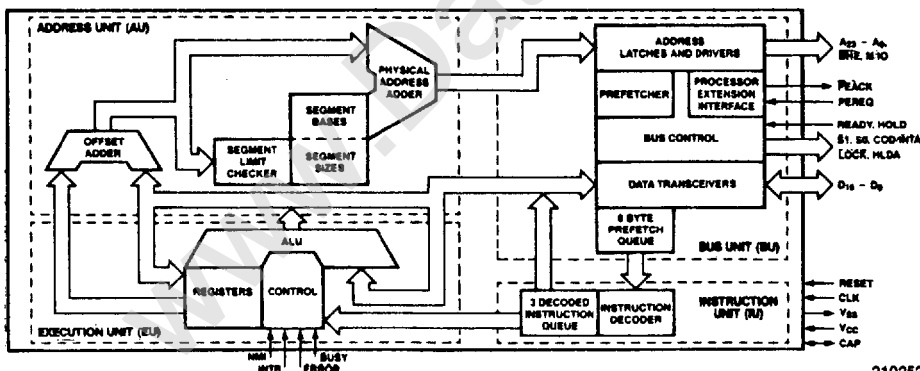 ADDRESS UNIT (AU)
OFFSET
ADDER
SEGMENT
LIMIT
CHECKER
SEGMENT
BASES
SEGMENT
SIZES
PHYSICAL
ADDRESS
ADDER
ADDRESS
LATCHES AND DRIVERS
PREFETCHER
PROCESSOR
EXTENSION
INTERFACE
BUS CONTROL
DATA TRANSCEIVERS
6 BYTE
PREFETCH
QUEUE
BUS UNIT (BU)
A23 - A0,
BHE, M/IO
PEACK
PEREQ
READY, HOLD
S1, S0, COD/INTA
LOCK, HLDA
D15 - D0
ALU
REGISTERS
CONTROL
EXECUTION UNIT (EU)
NMI
BUSY
INTR
ERROR
3 DECODED
INSTRUCTION
QUEUE
INSTRUCTION
DECODER
INSTRUCTION
UNIT (IU)
RESET
CLK
VSS
VCC
CAP